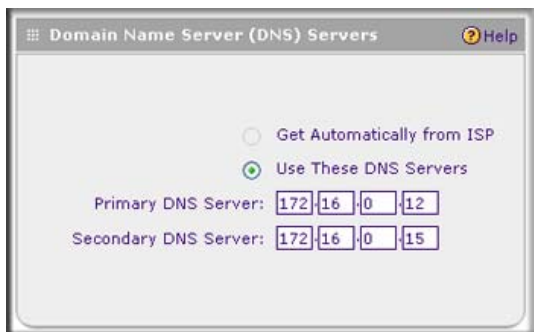 Domain Name Server (DNS) Servers ? Help
Get Automatically from ISP
Use These DNS Servers
Primary DNS Server: 172.16.0.12
Secondary DNS Server: 172.16.0.15